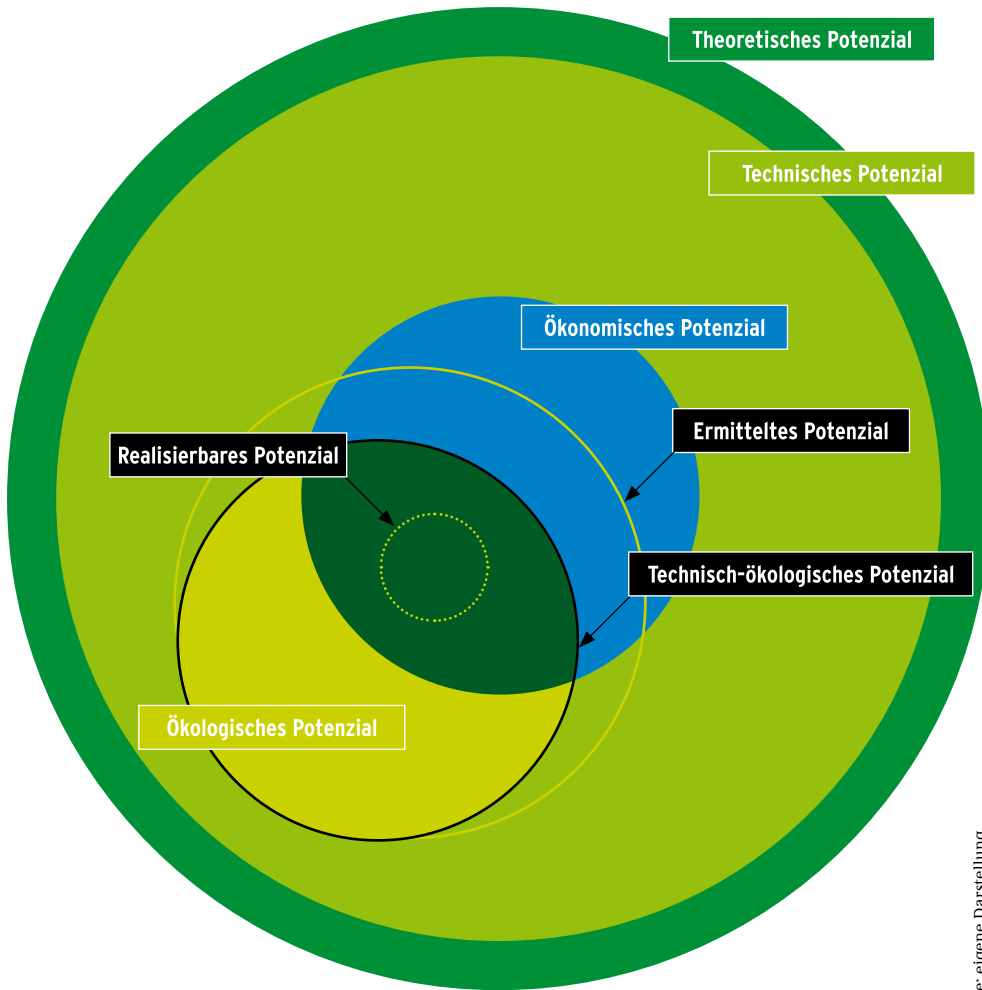 Theoretisches Potenzial
Technisches Potenzial
Ökonomisches Potenzial
Ermitteltes Potenzial
Realisierbares Potenzial
Technisch-ökologisches Potenzial
Ökologisches Potenzial
eigene Darstellung